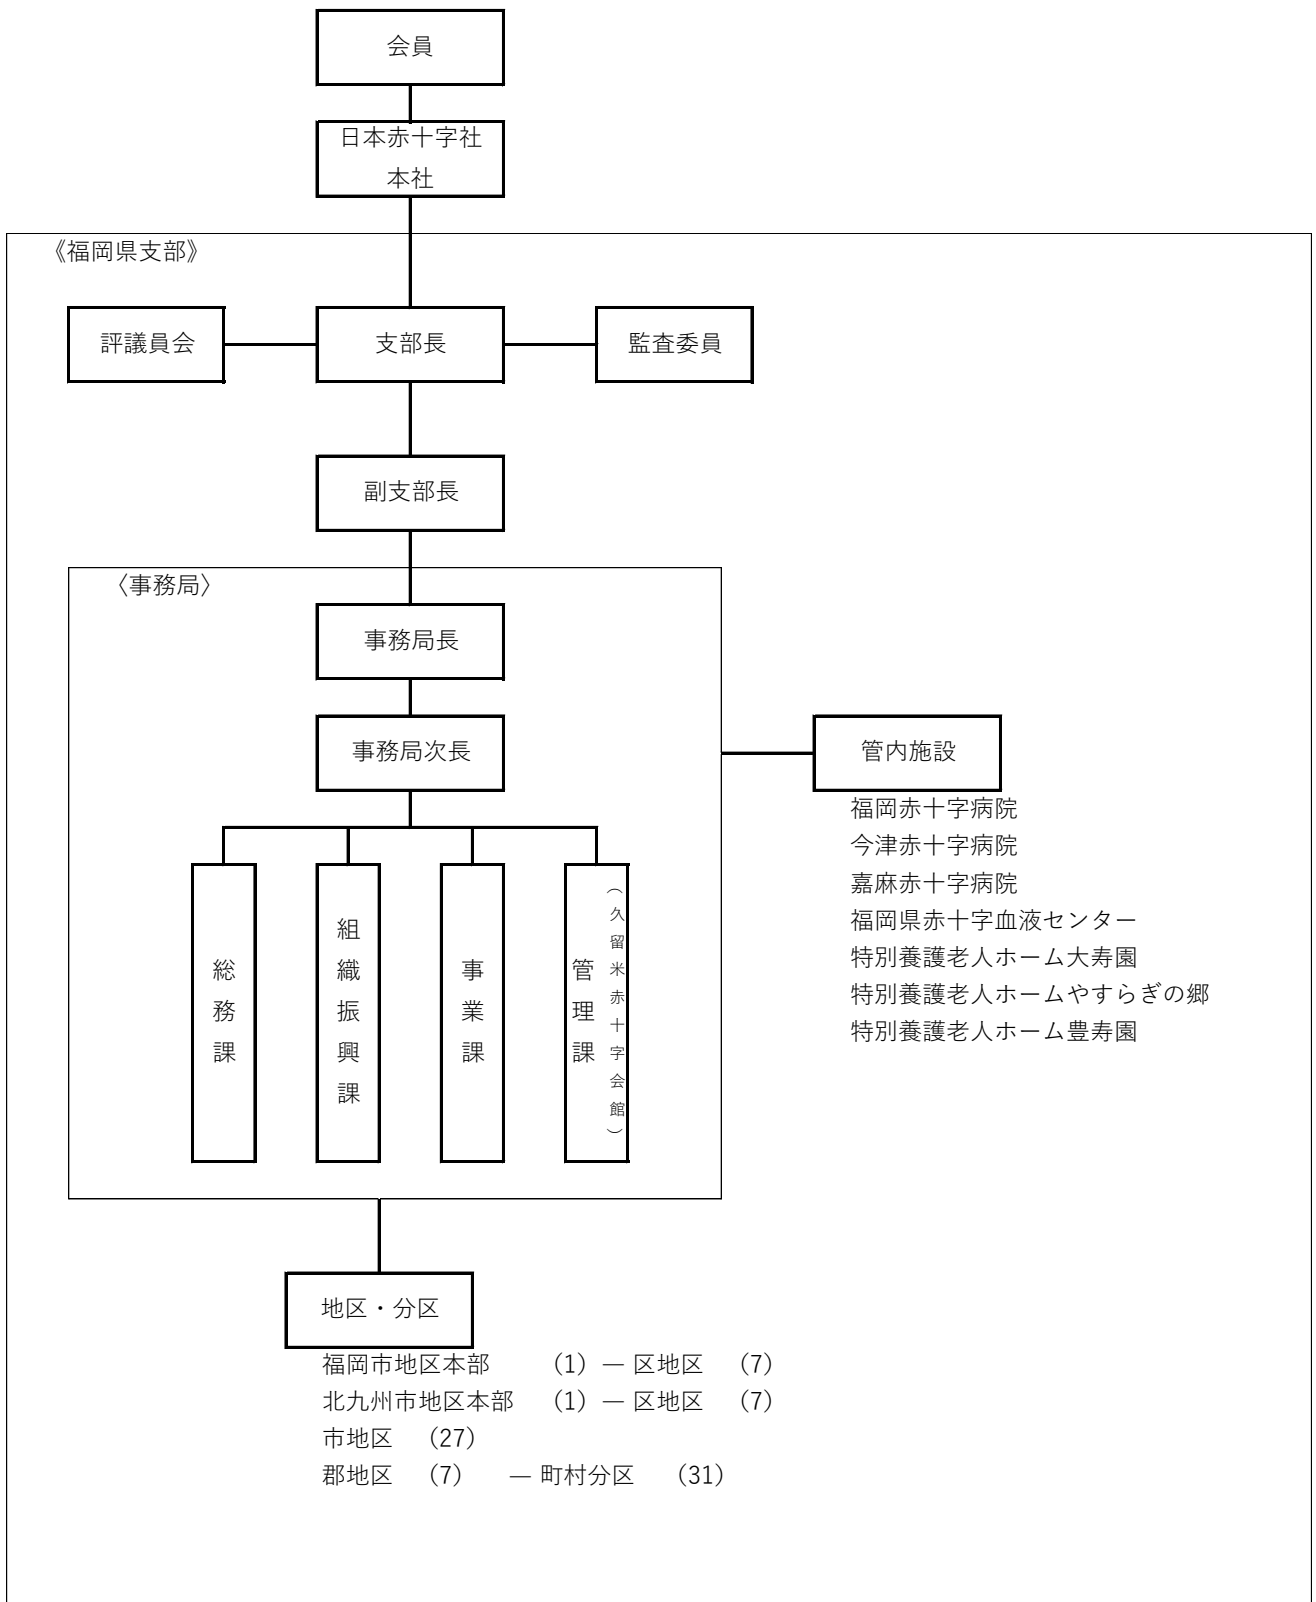 会員
日本赤十字社
本社
《福岡県支部》
評議員会
支部長
監査委員
副支部長
〈事務局〉
事務局長
事務局次長
管内施設
福岡赤十字病院
今津赤十字病院
嘉麻赤十字病院
福岡県赤十字血液センター
特別養護老人ホーム大寿園
特別養護老人ホームやすらぎの郷
特別養護老人ホーム豊寿園
総務課
組織振興課
事業課
管理課
（久留米赤十字会館）
地区・分区
福岡市地区本部 （1）― 区地区 （7）
北九州市地区本部 （1）― 区地区 （7）
市地区 （27）
郡地区 （7） ― 町村分区 （31）